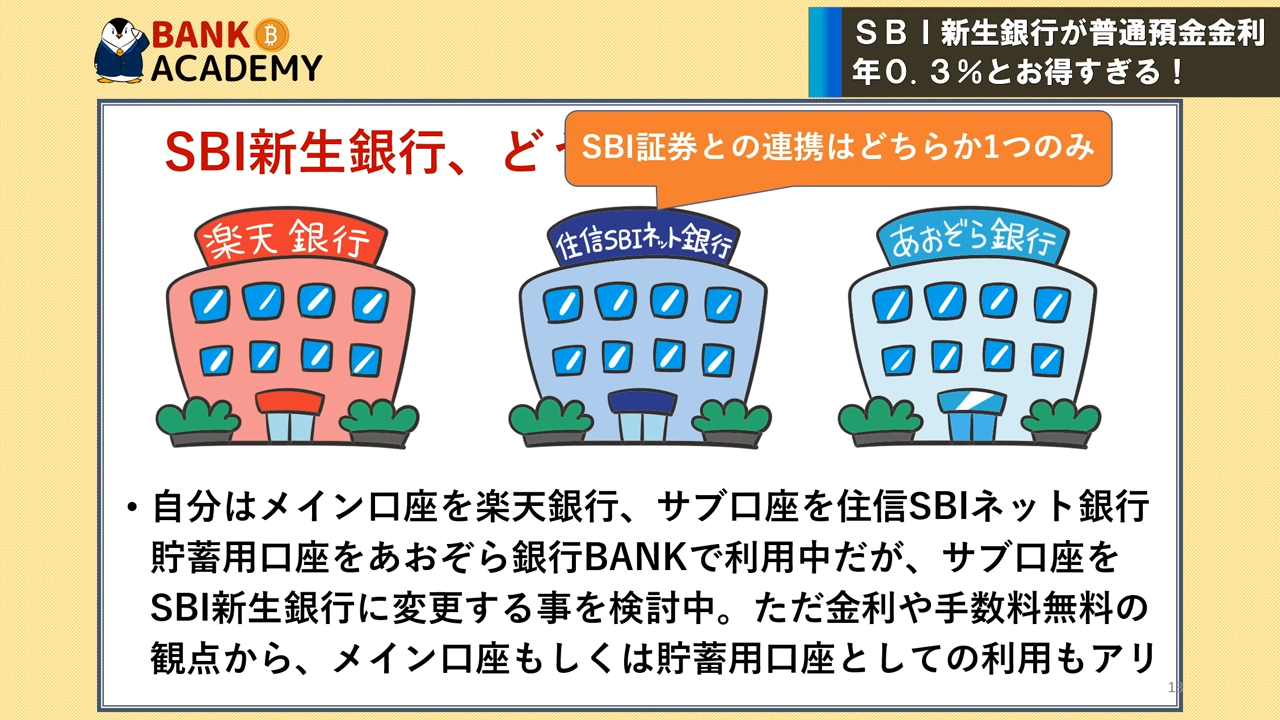 BANK
ACADEMY
SBI新生銀行が普通預金金利
年0.3%とお得すぎる!
SBI新生銀行、ど
SBI証券との連携はどちらか1つのみ
楽天銀行
住信SBIネット銀行
あおぞら銀行
・自分はメイン口座を楽天銀行、サブ口座を住信SBIネット銀行
貯蓄用口座をあおぞら銀行BANKで利用中だが、サブ口座を
SBI新生銀行に変更する事を検討中。ただ金利や手数料無料の
観点から、メイン口座もしくは貯蓄用口座としての利用もアリ